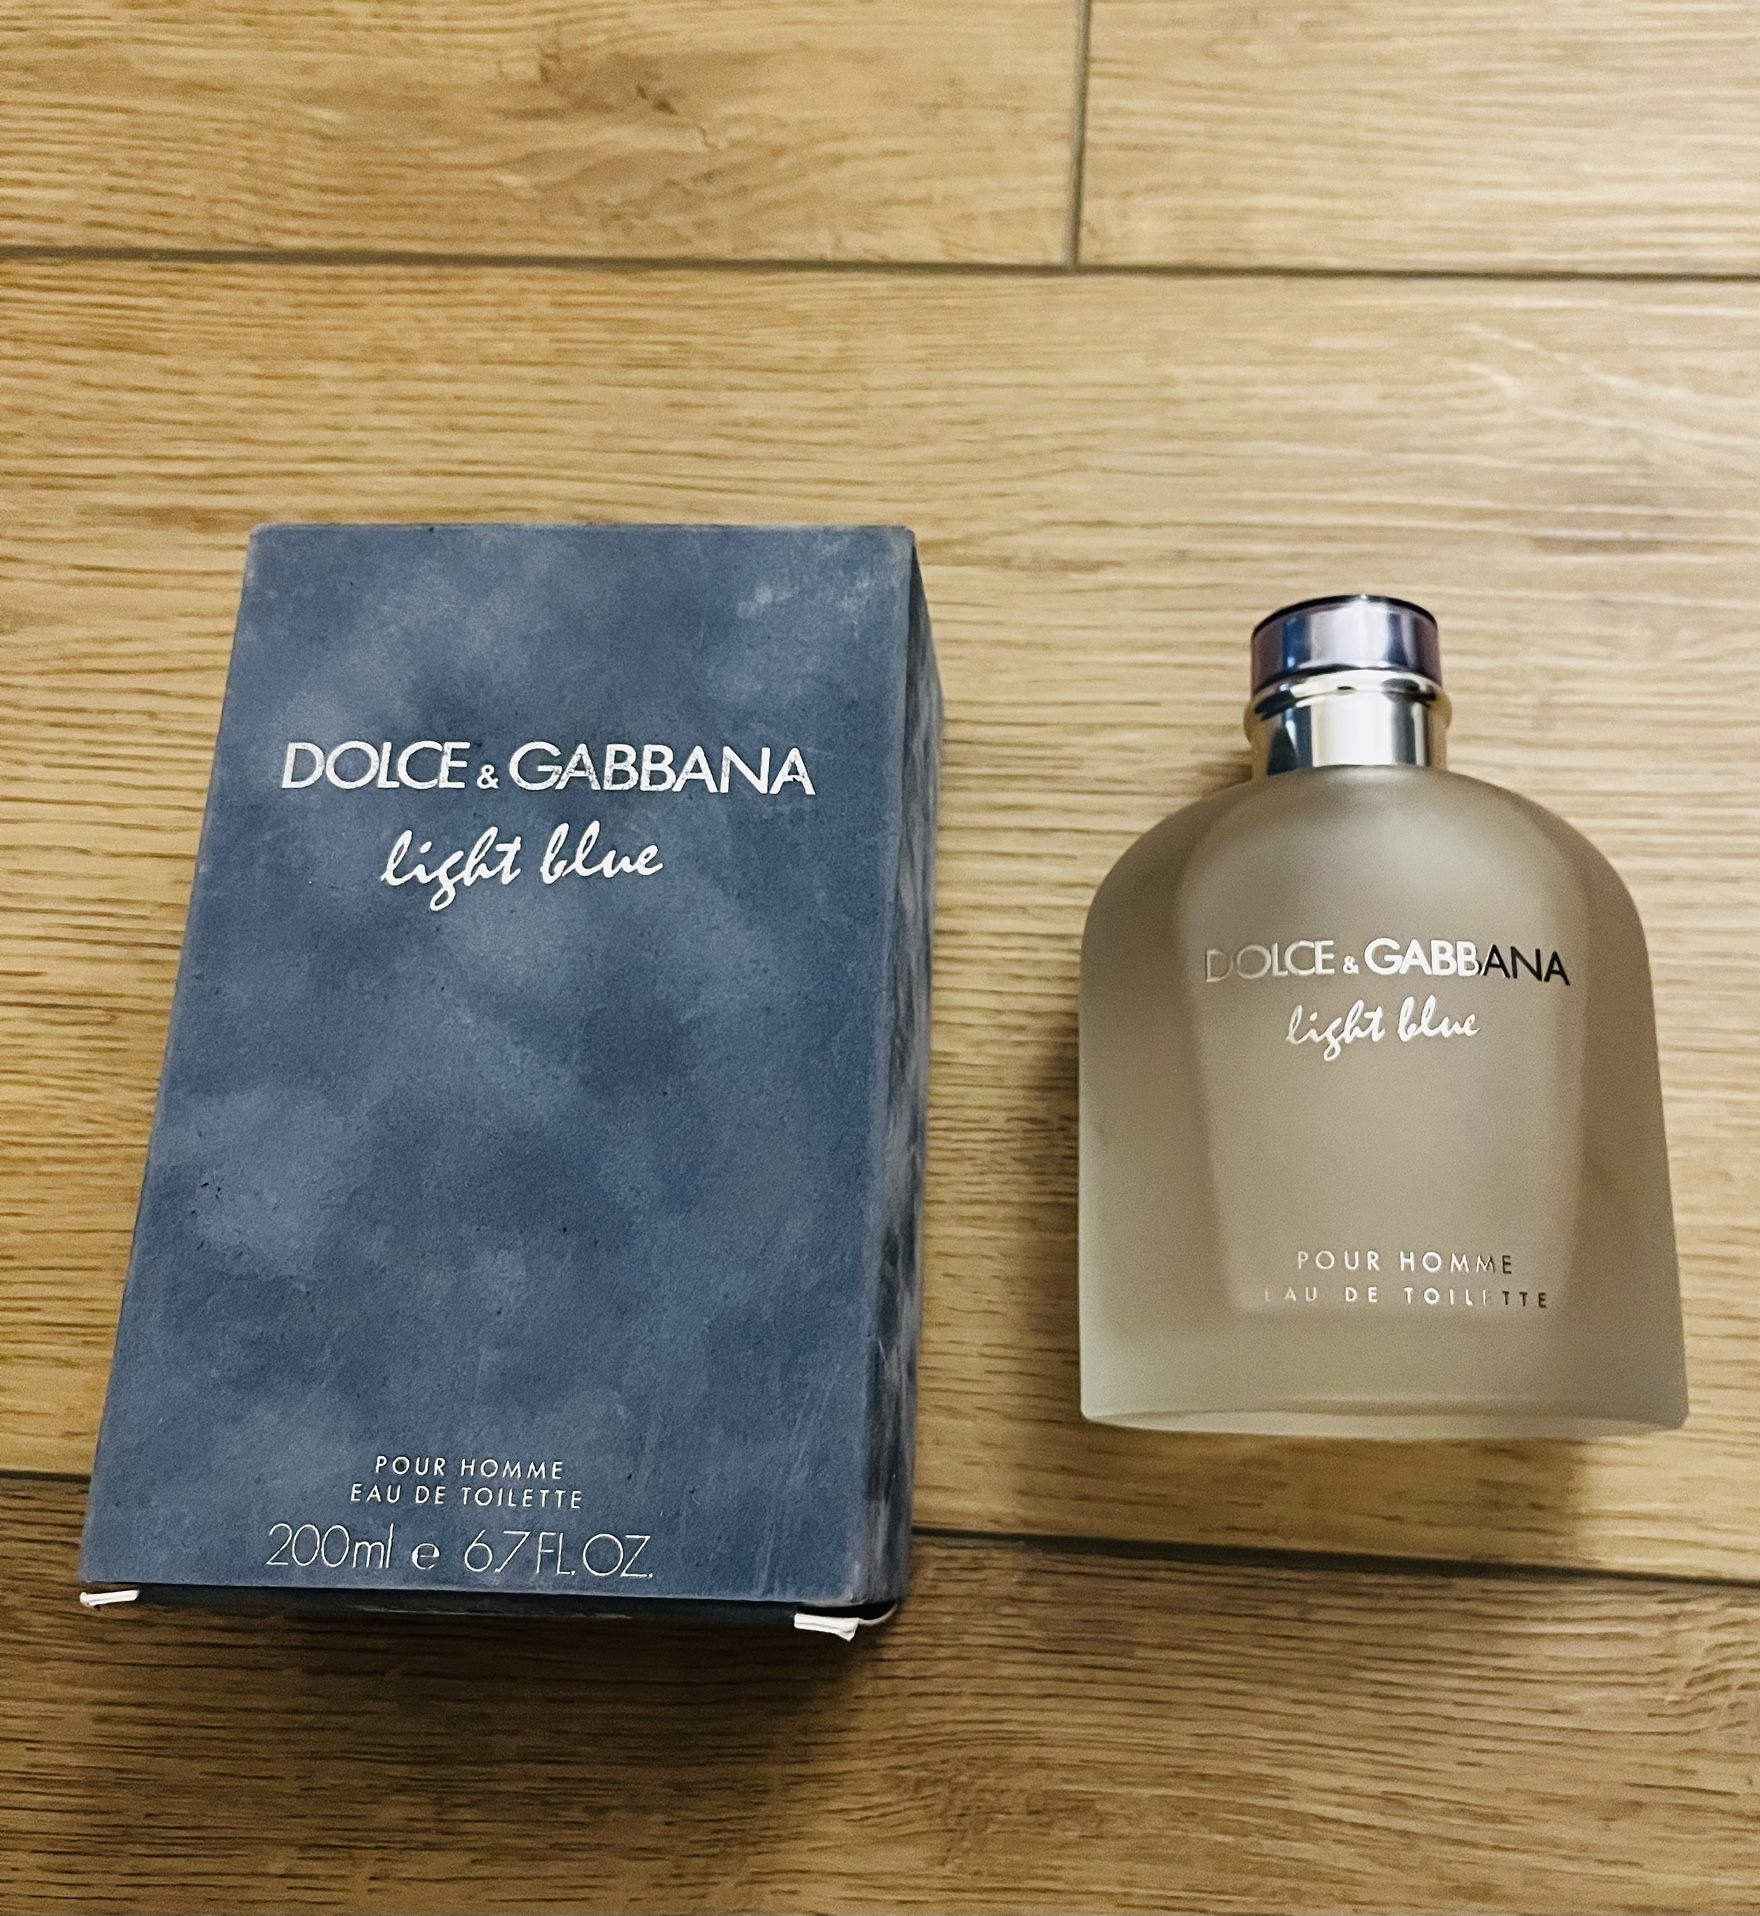 DOLCE & GABBANA
light blue
POUR HOMME
EAU DE TOILETTE
200ml e 6.7 FL. OZ.
DOLCE & GABBANA
light blue
POUR HOMME
EAU DE TOILETTE